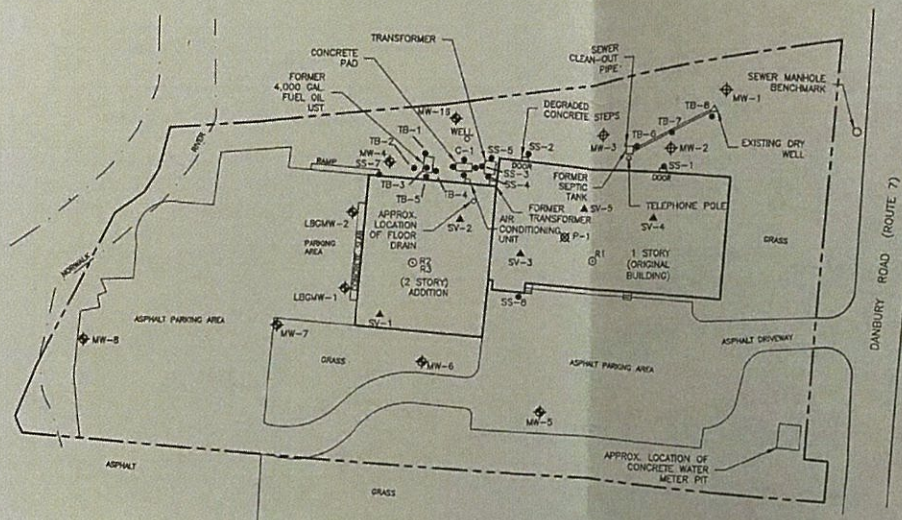 TRANSFORMER
CONCRETE
PAD
FORMER
4,000 GAL
FUEL OIL
UST
SEWER
CLEAN-OUT
PIPE
SEWER MANHOLE
BENCHMARK
DEGRADED
CONCRETE STEPS
MW-1
TB-8
TB-7
TB-6
MW-3
MW-2
EXISTING DRY
WELL
WELL
TB-1
TB-2
MW-4
SS-7
RAMP
C-1
SS-5
SS-2
DOOR
SS-3
SS-4
SS-1
DOOR
TB-3
TB-4
TB-5
FORMER
SEPTIC
TANK
TELEPHONE POLE
FORMER
TRANSFORMER
AIR
CONDITIONING
UNIT
APPROX.
LOCATION
OF FLOOR
DRAIN
SV-2
SV-5
SV-4
P-1
SV-3
R1
1 STORY
(ORIGINAL
BUILDING)
R2
R3
(2 STORY)
ADDITION
LBGMW-2
PARKING
AREA
LBGMW-1
SV-1
SS-6
RIVER
NORWALK
GRASS
DANBURY ROAD (ROUTE 7)
ASPHALT PARKING AREA
MW-8
MW-7
GRASS
MW-6
MW-5
ASPHALT PARKING AREA
ASPHALT DRIVEWAY
APPROX. LOCATION OF
CONCRETE WATER
METER PIT
ASPHALT
GRASS